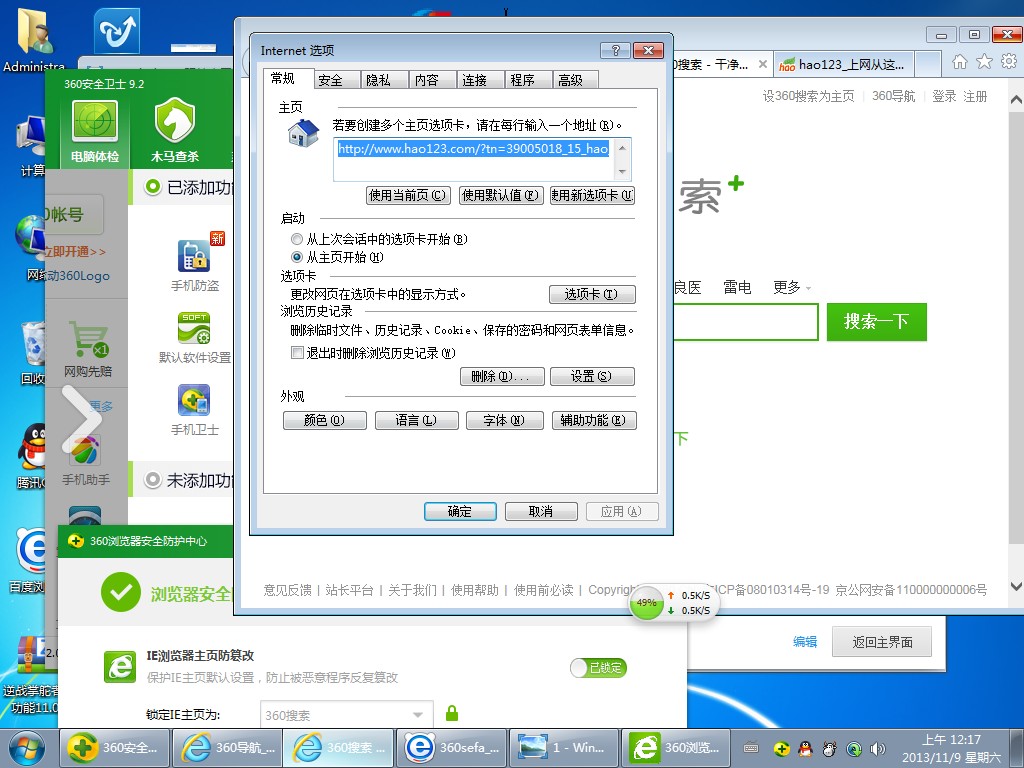 Administra
计算
回收
腾讯
百度浏
逆战掌舵者
功能11.0
2.0
360安全卫士 9.2
电脑体检
木马查杀
帐号
立即开通>>
动360Logo
网购先赔
更多
手机助手
已添加功
新
手机防盗
SOFT
默认软件设置
手机卫士
未添加功
Internet 选项
常规
安全
隐私
内容
连接
程序
高级
主页
若要创建多个主页选项卡，请在每行输入一个地址(R)。
http://www.hao123.com/?tn=39005018_15_hao
使用当前页(C)
使用默认值(F)
使用新选项卡(U
启动
从上次会话中的选项卡开始(B)
从主页开始(H)
选项卡
更改网页在选项卡中的显示方式。
选项卡(T)
浏览历史记录
删除临时文件、历史记录、Cookie、保存的密码和网页表单信息。
退出时删除浏览历史记录(W)
删除(D)...
设置(S)
外观
颜色(O)
语言(L)
字体(N)
辅助功能(E)
确定
取消
应用(A)
搜索 - 干净...
hao123_上网从这...
设360搜索为主页
360导航
登录
注册
索
良医
雷电
更多
搜索一下
下
意见反馈 | 站长平台 | 关于我们 | 使用帮助 | 使用前必读 | Copyrigh
ICP备08010314号-19 京公网安备110000000006号
49%
0.5K/S
0.5K/S
360浏览器安全防护中心
浏览器安全
IE浏览器主页防篡改
保护IE主页默认设置，防止被恶意程序反复篡改
已锁定
锁定IE主页为:
360搜索
编辑
返回主界面
360安全...
360导航_...
360搜索 ...
360sefa_...
1 - Win...
360浏览...
上午 12:17
2013/11/9 星期六